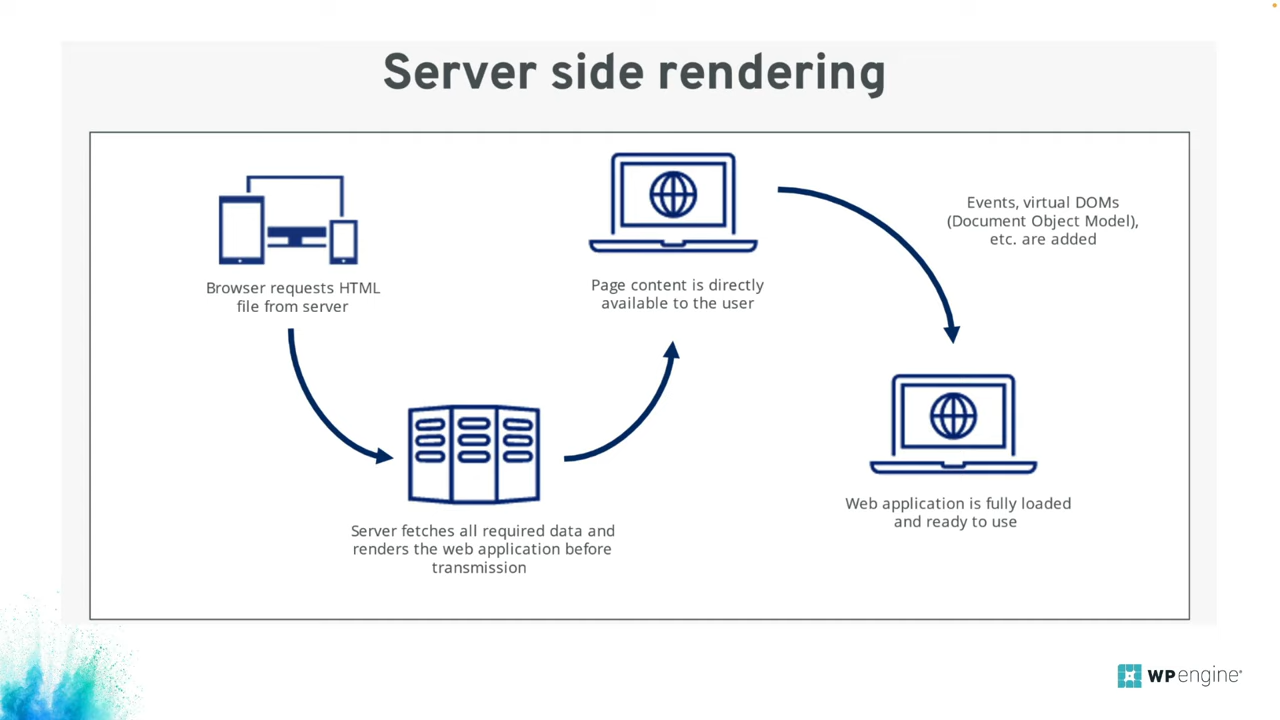 Server side rendering
Browser requests HTML
file from server
Server fetches all required data and
renders the web application before
transmission
Page content is directly
available to the user
Events, virtual DOMs
(Document Object Model),
etc. are added
Web application is fully loaded
and ready to use
WP engine